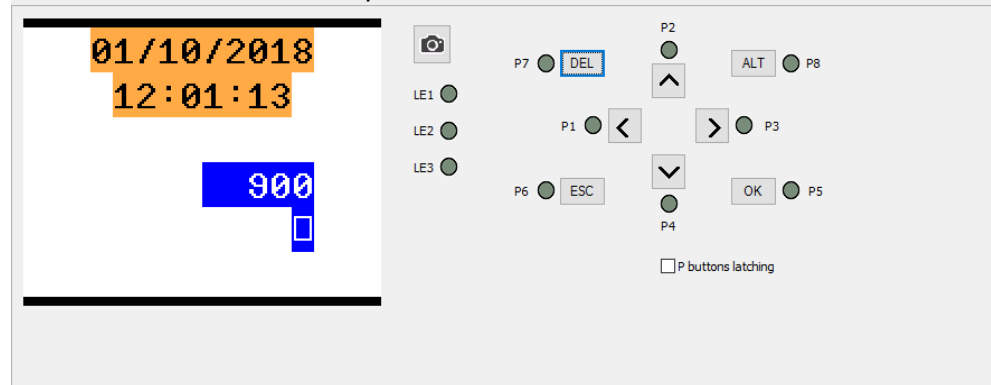 01/10/2018
12:01:13
900
P2
P7 DEL ALT P8
LE1
LE2
P1 P3
LE3
P6 ESC OK P5
P4
P buttons latching